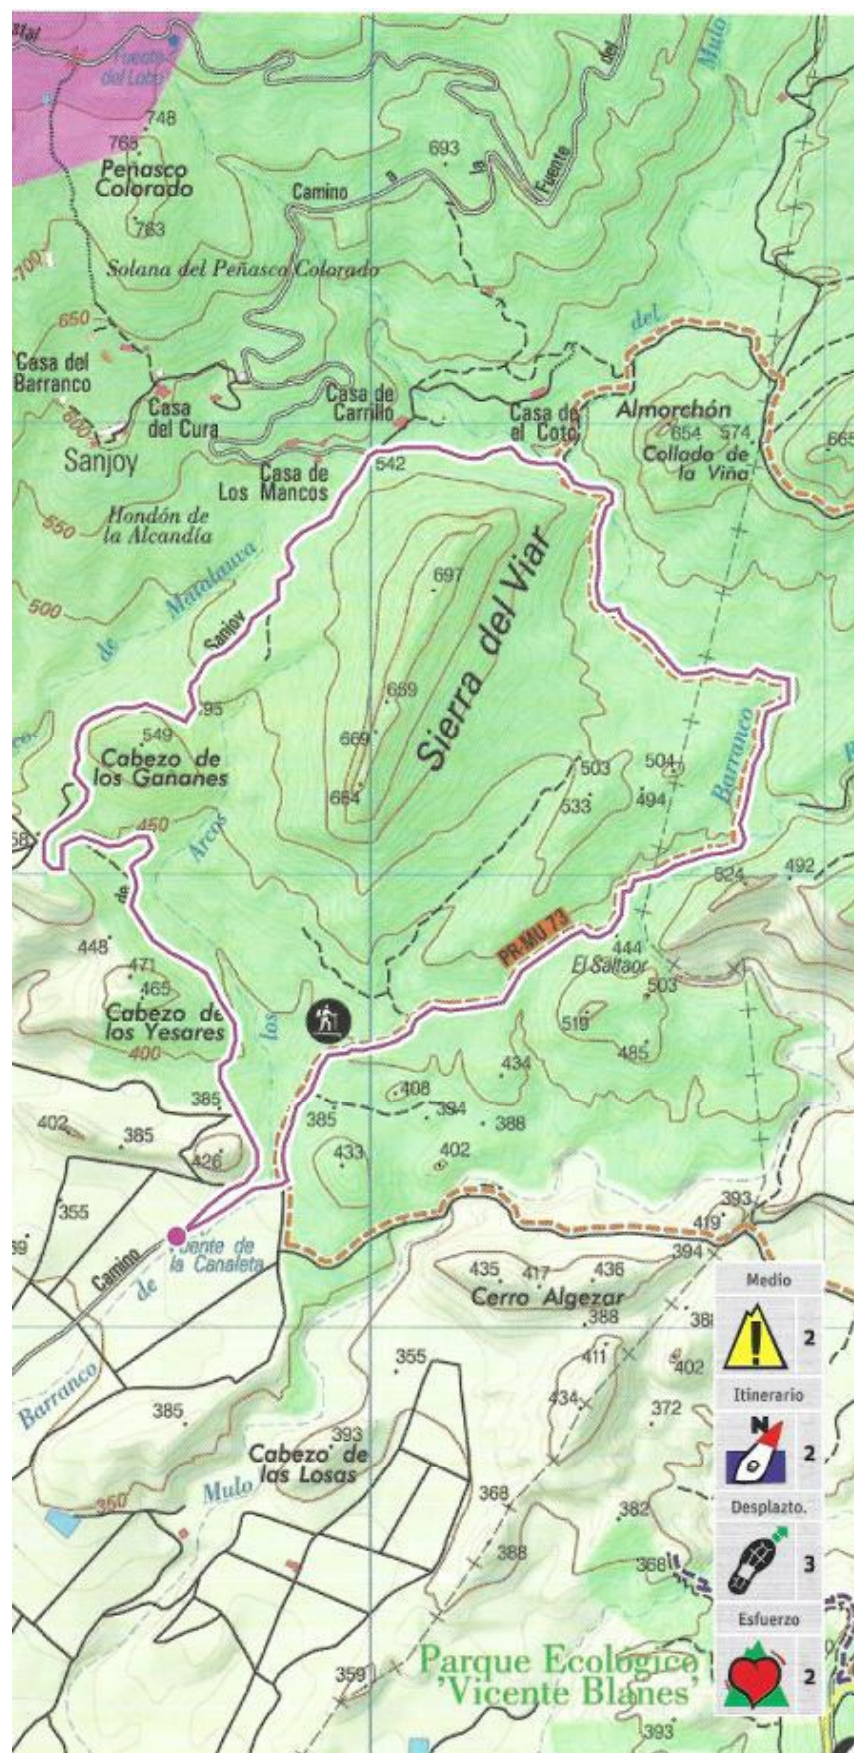 Fuente
del Lobo
748
768
Peñasco
Colorado
763
693
Camino
a
la
Fuente
del
Mulo
700
Solana del Peñasco Colorado
650
del
Casa del
Barranco
Casa
del Cura
Casa de
Carrillo
Casa de
el Coto
Almorchón
654
574
665
600
Sanjoy
Collado de
la Viña
542
Casa de
Los Mancos
550
Hondón de
la Alcandía
500
de
Matalauva
Sanjoy
697
Sierra del Viar
659
95
549
Cabezo de
los Gañanes
669
684
503
504
533
494
Barranco
58
450
Arcos
de
524
492
PR-MU 73
448
471
465
444
El Saltaor
503
Cabezo de
los Yesares
los
519
485
400
434
385
408
385
394
388
402
385
426
433
402
355
393
419
394
Fuente de
la Canaleta
Camino
de
435
417
436
Cerro Algezar
388
411
402
355
Barranco
385
434
372
393
Cabezo de
las Losas
350
Mulo
368
382
388
368
Parque Ecológico
'Vicente Blanes'
359
393
Medio
2
Itinerario
N
2
Desplazto.
3
Esfuerzo
2